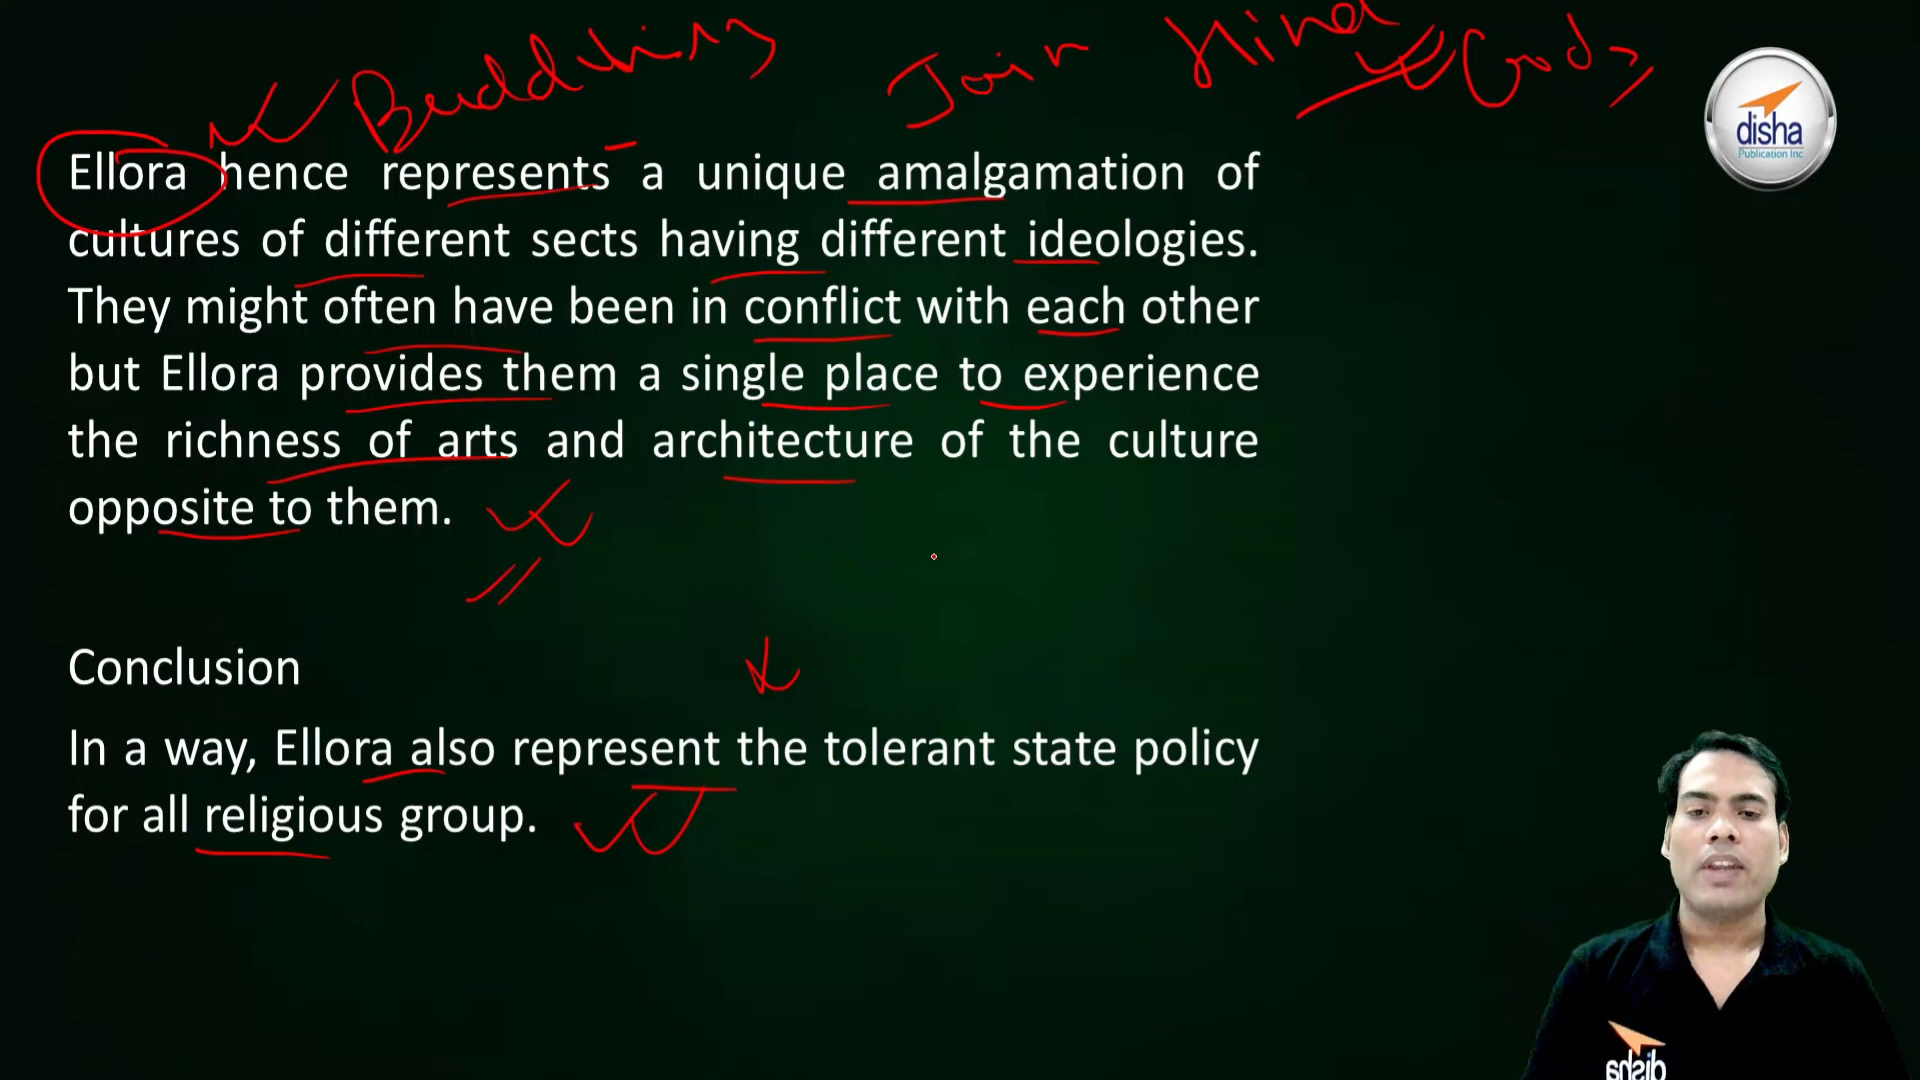 Buddhism Join Hindu Gods
disha
Publication Inc
Ellora hence represents a unique amalgamation of
cultures of different sects having different ideologies.
They might often have been in conflict with each other
but Ellora provides them a single place to experience
the richness of arts and architecture of the culture
opposite to them.
Conclusion
In a way, Ellora also represent the tolerant state policy
for all religious group.
disha